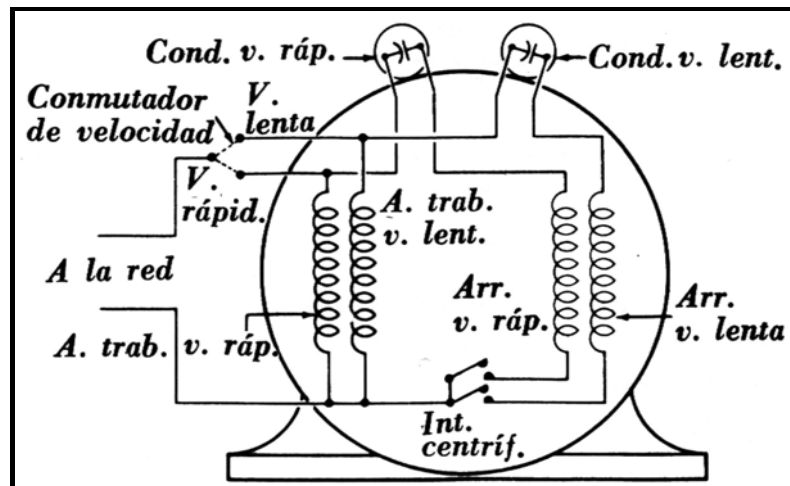 Cond. v. ráp.
Cond. v. lent.
Conmutador
de velocidad
V.
lenta
V.
rápid.
A. trab.
v. lent.
A la red
Arr.
v. ráp.
Arr.
v. lenta
A. trab. v. ráp.
Int.
centríf.